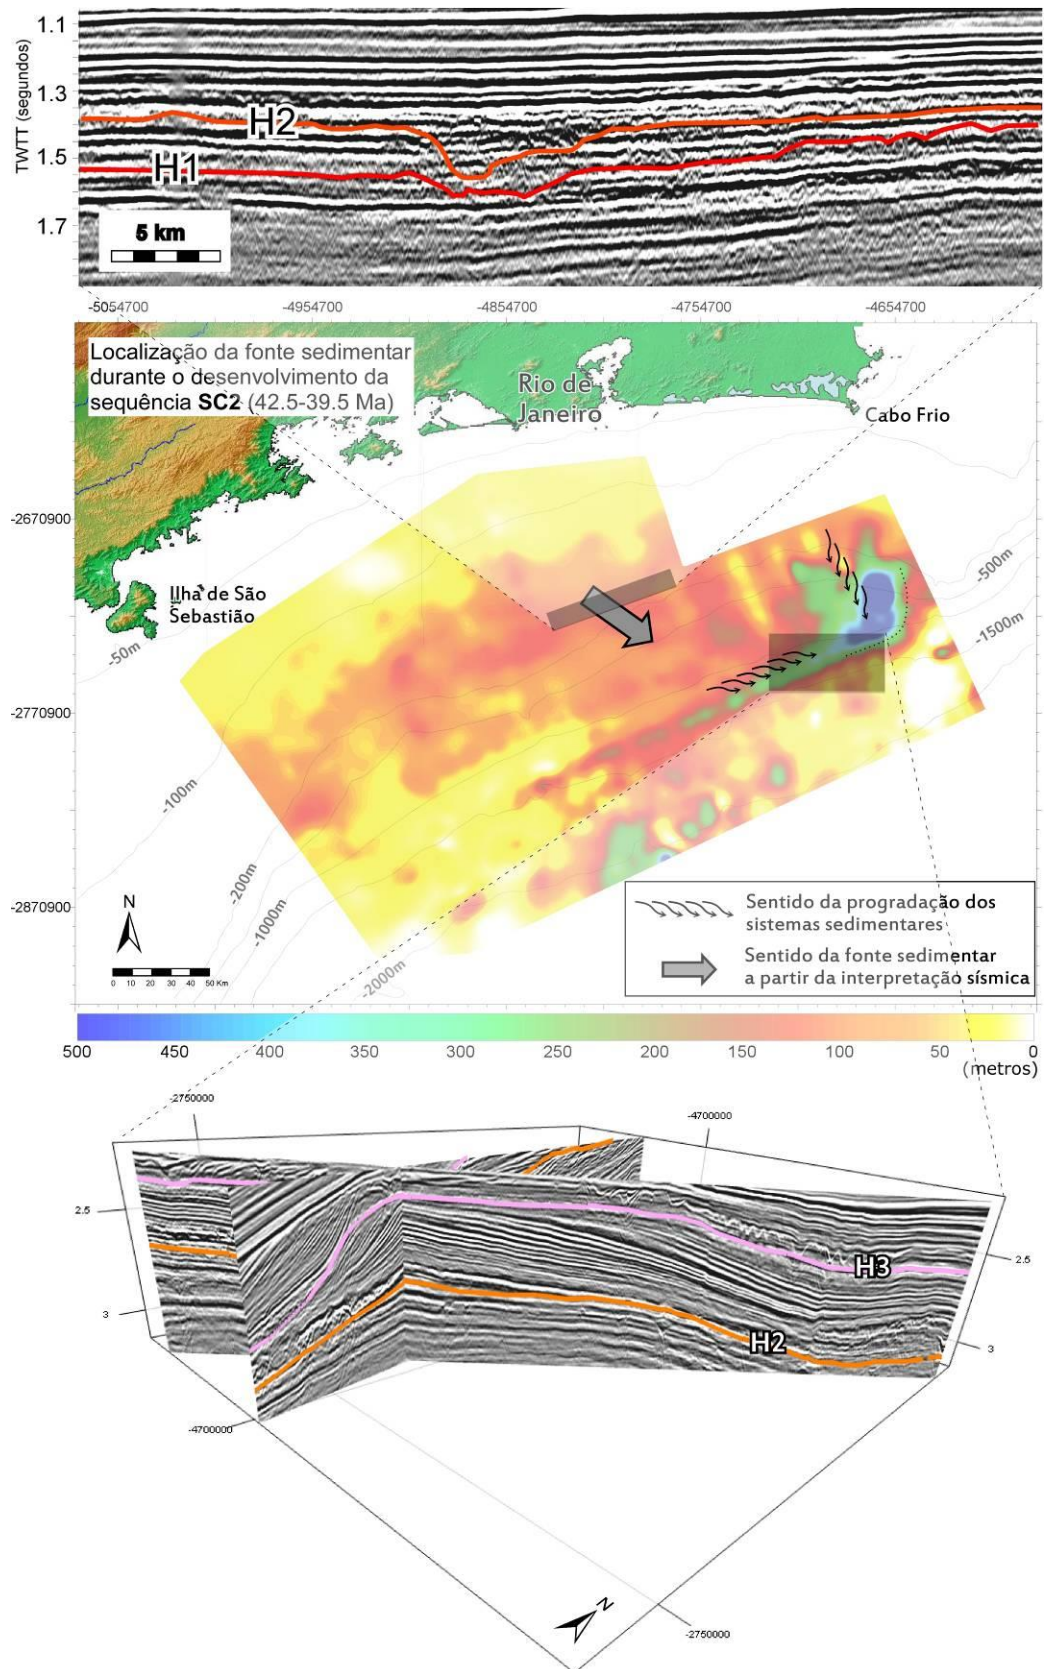 1.1
TWTT (segundos)
1.3
H2
1.5
H1
1.7
5 km
-5054700 -4954700 -4854700 -4754700 -4654700
Localização da fonte sedimentar
durante o desenvolvimento da
sequência SC2 (42.5-39.5 Ma)
Rio de
Janeiro
Cabo Frio
-2670900
Ilha de São
Sebastião
-50m
-500m
-1500m
-2770900
-100m
-200m
-1000m
-2000m
-2870900
N
0 10 20 30 40 50 Km
Sentido da progradação dos
sistemas sedimentares
Sentido da fonte sedimentar
a partir da interpretação sísmica
500 450 400 350 300 250 200 150 100 50 0
(metros)
-2750000
-4700000
2.5
H3
2.5
3
H2
3
-4700000
N
-2750000